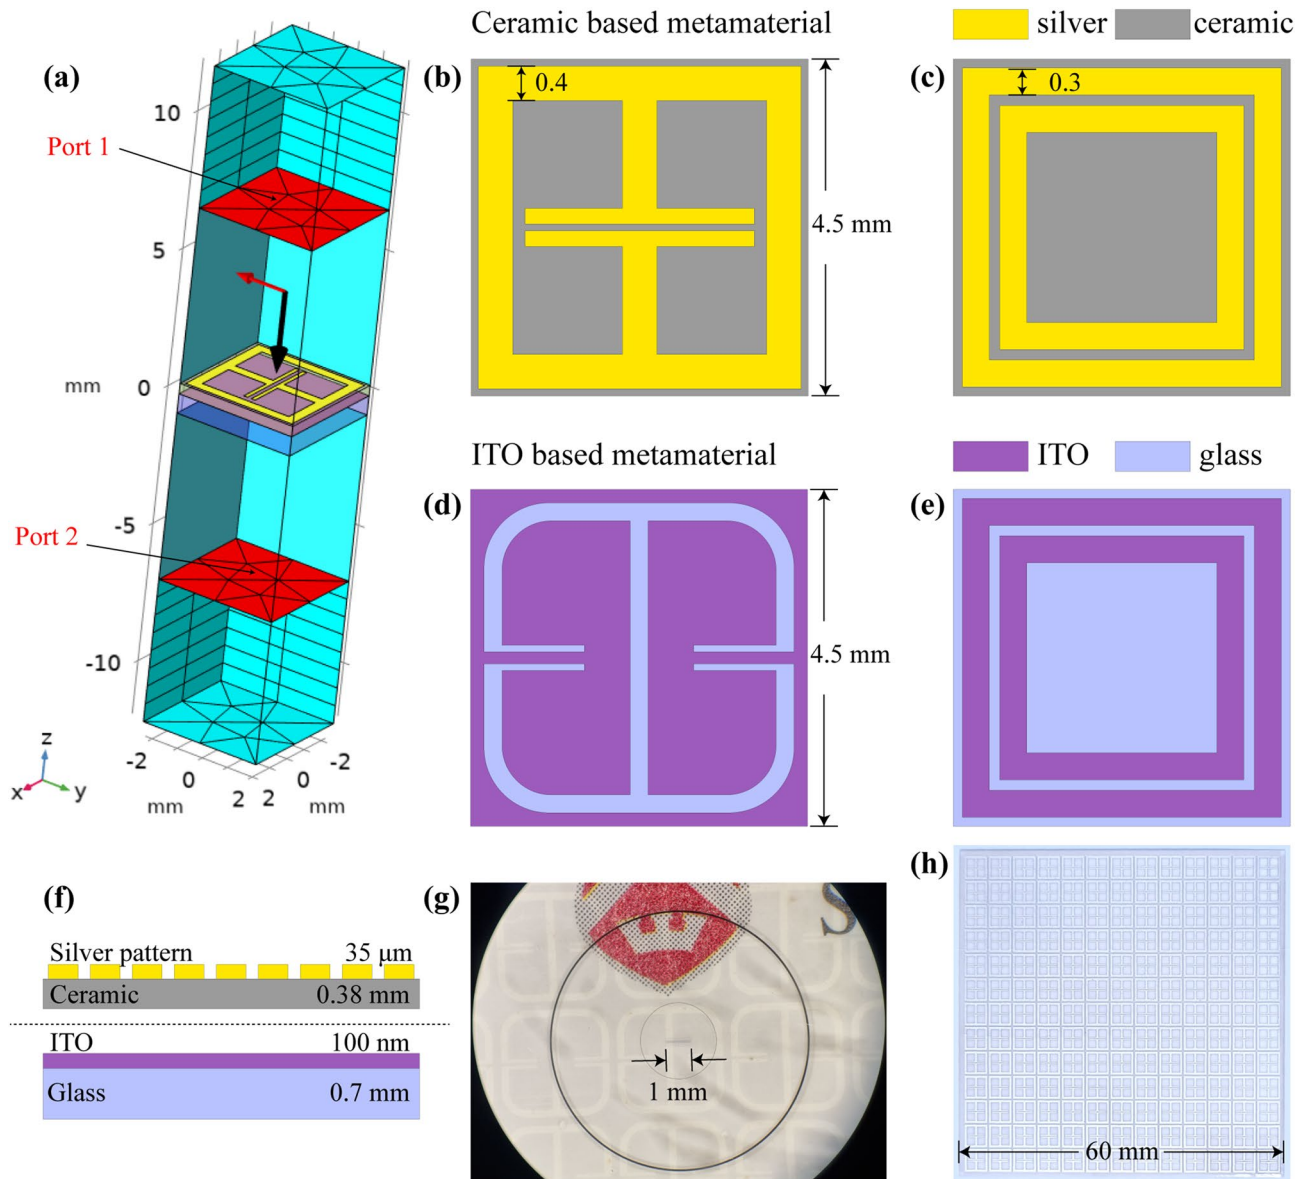 Ceramic based metamaterial
silver
ceramic
(a)
10
Port 1
5
mm
0
-5
Port 2
-10
z
x
y
-2
0
2
mm
2
0
-2
mm
(b)
0.4
4.5 mm
(c)
0.3
ITO based metamaterial
ITO
glass
(d)
4.5 mm
(e)
(f)
Silver pattern
35 μm
Ceramic
0.38 mm
ITO
100 nm
Glass
0.7 mm
(g)
S
1 mm
(h)
60 mm